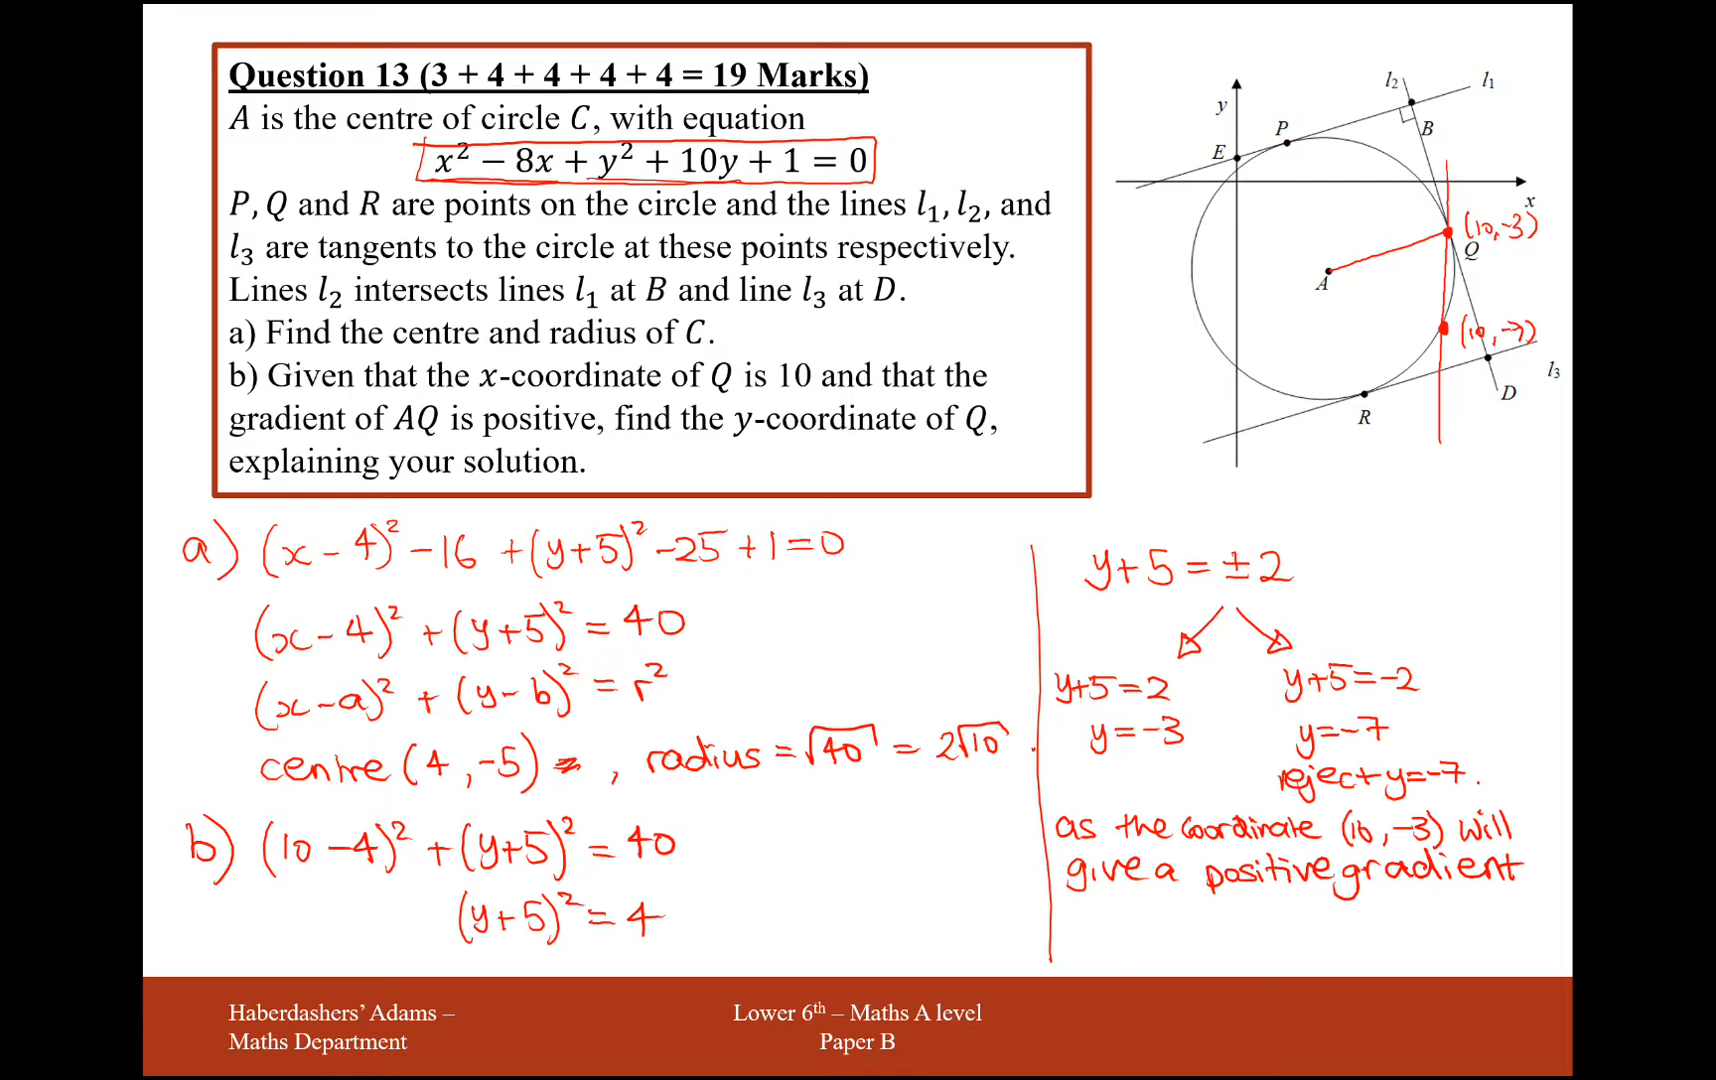 Question 13 (3 + 4 + 4 + 4 + 4 = 19 Marks)
A is the centre of circle C, with equation
x² − 8x + y² + 10y + 1 = 0
P, Q and R are points on the circle and the lines l₁, l₂, and
l₃ are tangents to the circle at these points respectively.
Lines l₂ intersects lines l₁ at B and line l₃ at D.
a) Find the centre and radius of C.
b) Given that the x-coordinate of Q is 10 and that the
gradient of AQ is positive, find the y-coordinate of Q,
explaining your solution.
l₂
l₁
y
P
B
E
x
(10,-3)
Q
A
(10,-7)
l₃
D
R
a) (x - 4)² - 16 + (y+5)² - 25 + 1 = 0
(x - 4)² + (y+5)² = 40
(x - a)² + (y - b)² = r²
centre (4, -5) , radius = √40 = 2√10 .
b) (10 - 4)² + (y+5)² = 40
(y+5)² = 4
y+5 = ±2
y+5 = 2
y = -3
y+5 = -2
y = -7
reject y = -7.
as the coordinate (10, -3) will
give a positive gradient
Haberdashers' Adams –
Maths Department
Lower 6th – Maths A level
Paper B